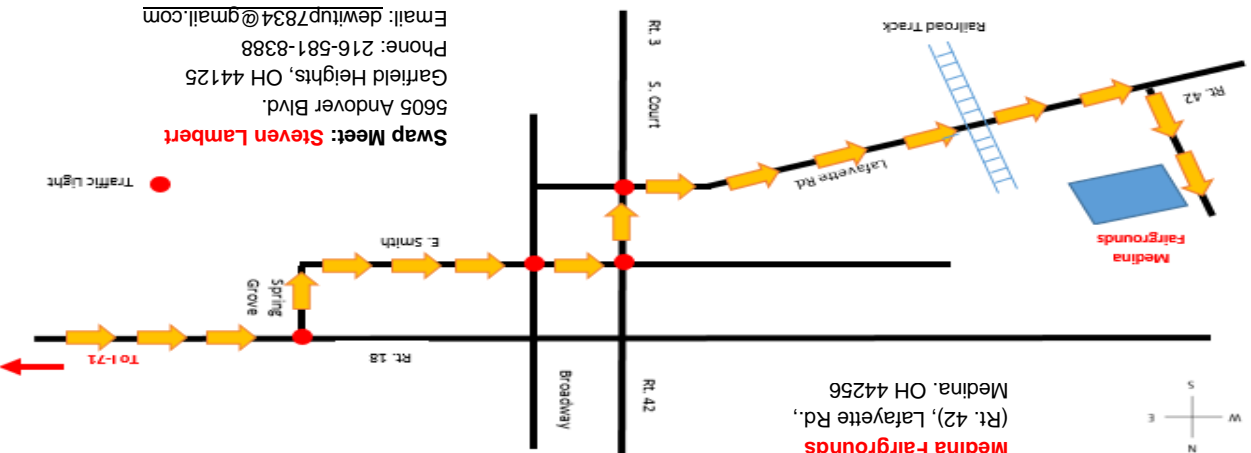 Medina Fairgrounds
(Rt. 42), Lafayette Rd.,
Medina. OH 44256
N
W
E
S
Rt. 42
Broadway
Rt. 18
To I-71
Spring
Grove
E. Smith
Medina
Fairgrounds
Rt. 42
Lafayette Rd.
Railroad Track
S. Court
Rt. 3
Traffic Light
Swap Meet: Steven Lambert
5605 Andover Blvd.
Garfield Heights, OH 44125
Phone: 216-581-8388
Email: dewitup7834@gmail.com